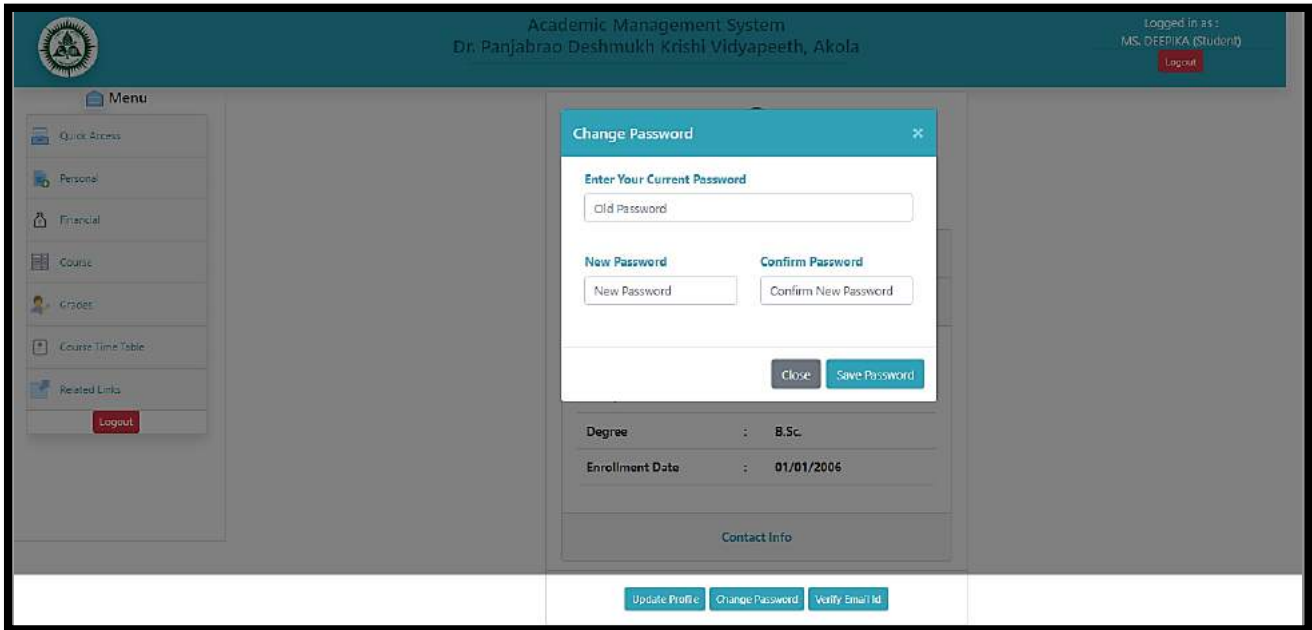 Academic Management System
Dr. Panjabrao Deshmukh Krishi Vidyapeeth, Akola
Logged in as :
MS. DEEPIKA (Student)
Logout
Menu
Quick Access
Personal
Financial
Course
Grades
Course Time Table
Related Links
Logout
Change Password ×
Enter Your Current Password
Old Password
New Password Confirm Password
New Password Confirm New Password
Close Save Password
Degree : B.Sc.
Enrollment Date : 01/01/2006
Contact Info
Update Profile Change Password Verify Email Id